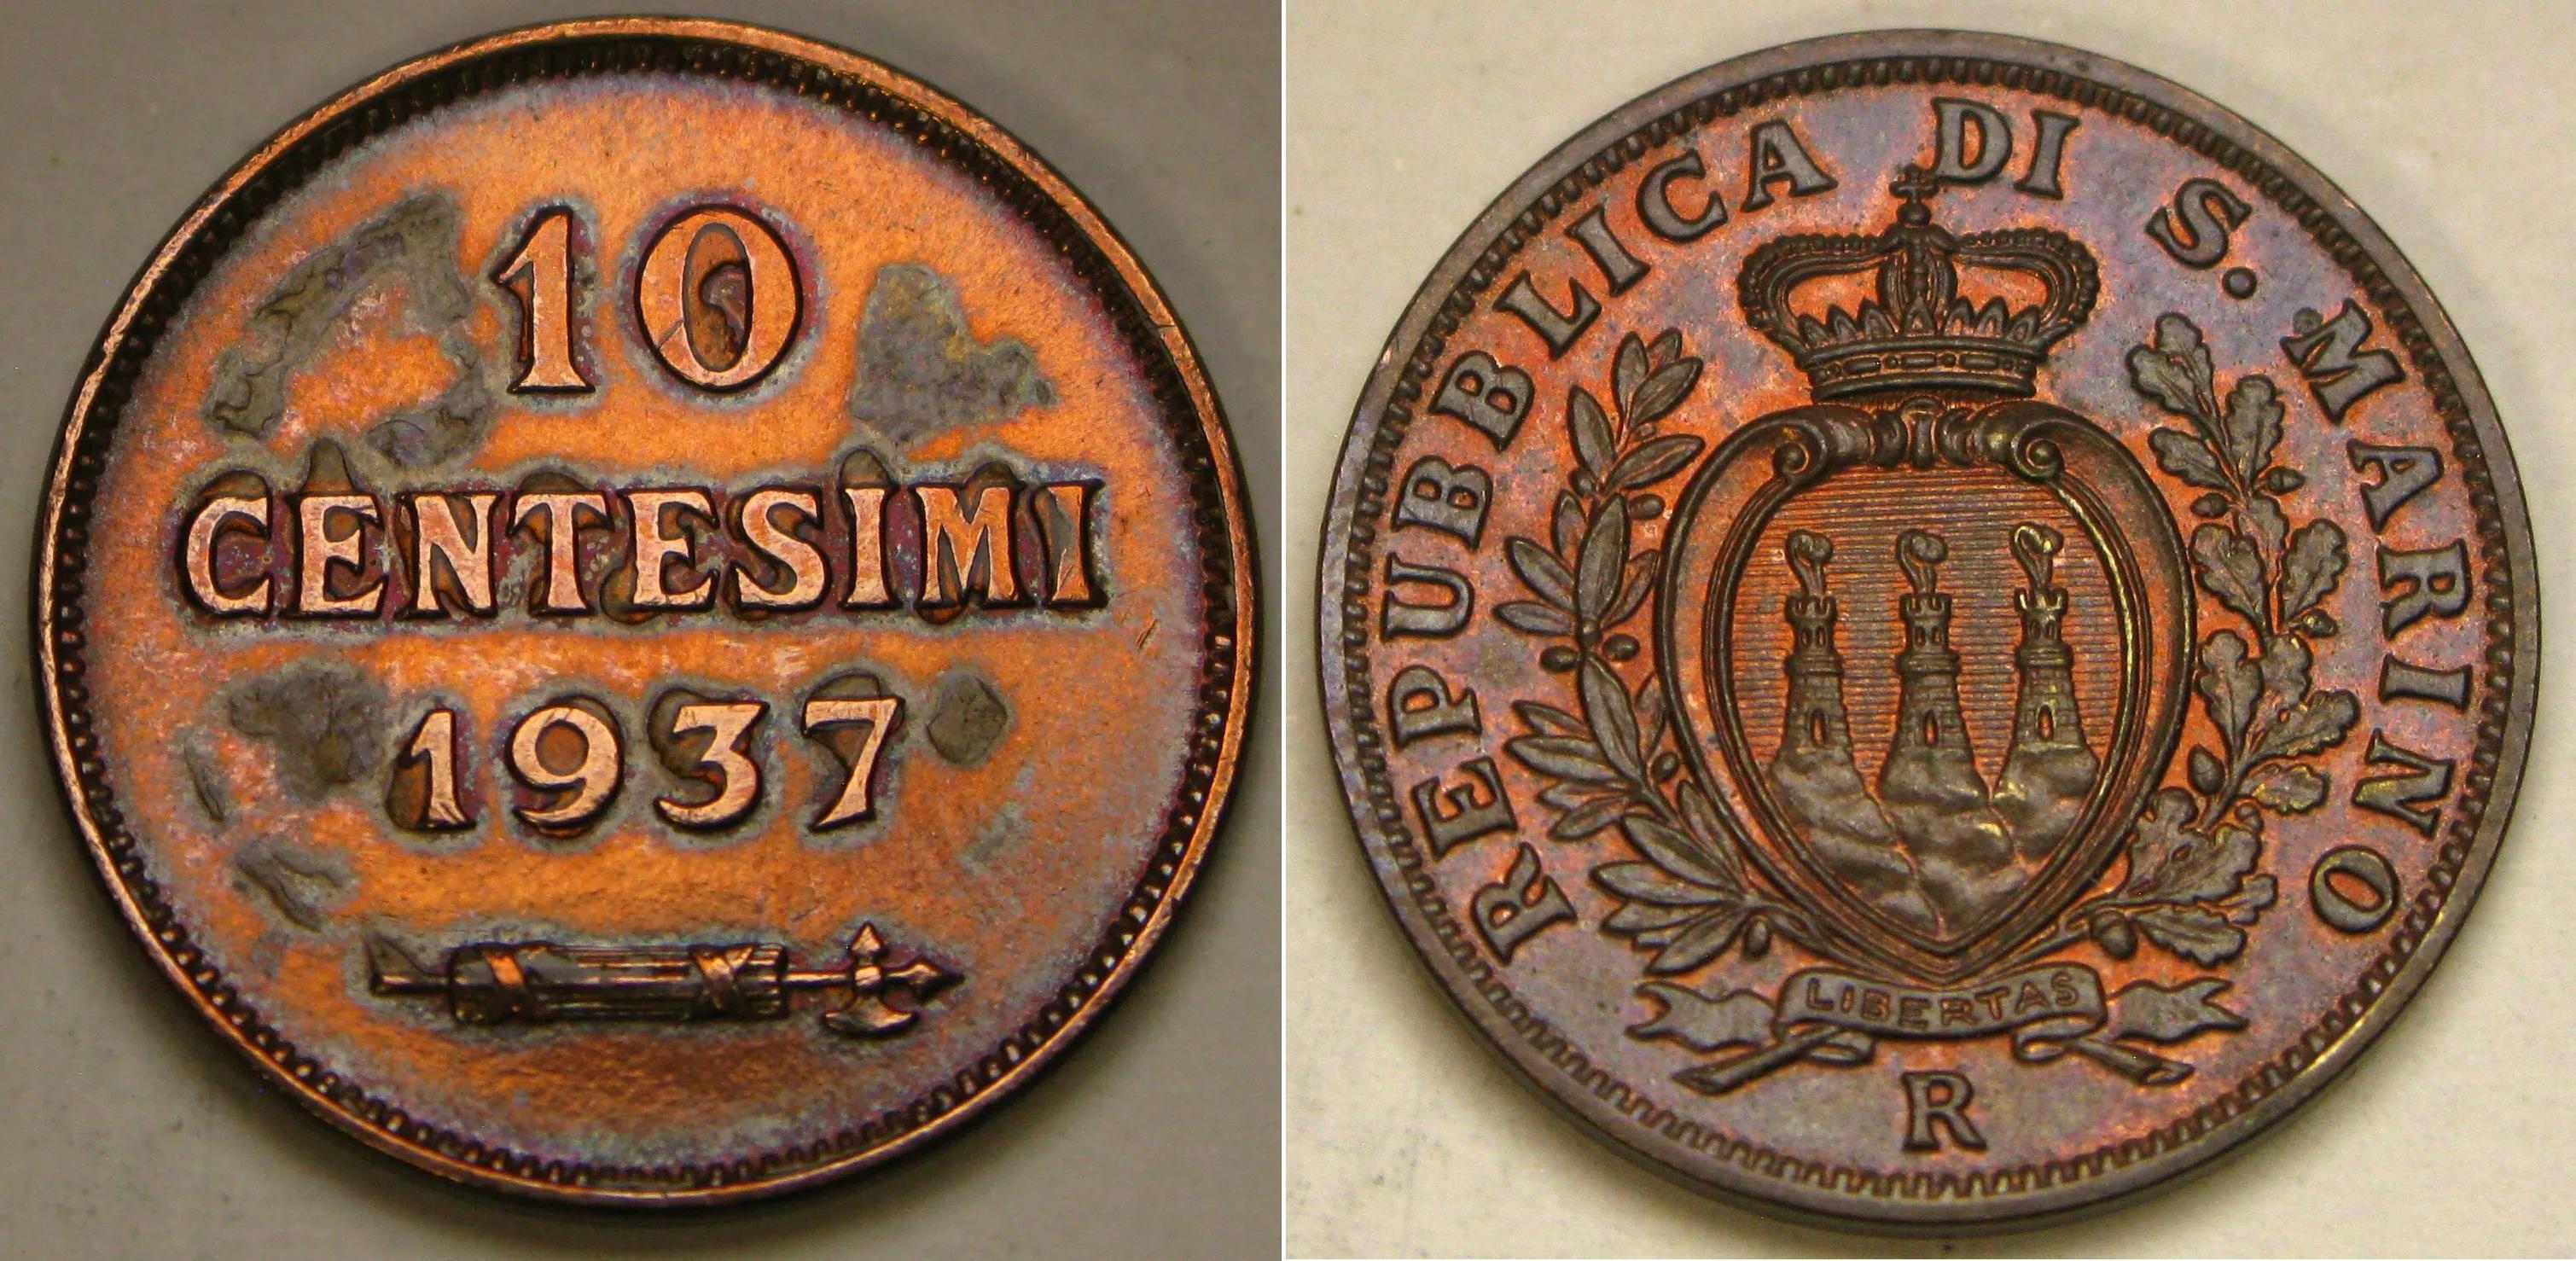 10
CENTESIMI
1937
REPUBBLICA DI S. MARINO
LIBERTAS
R